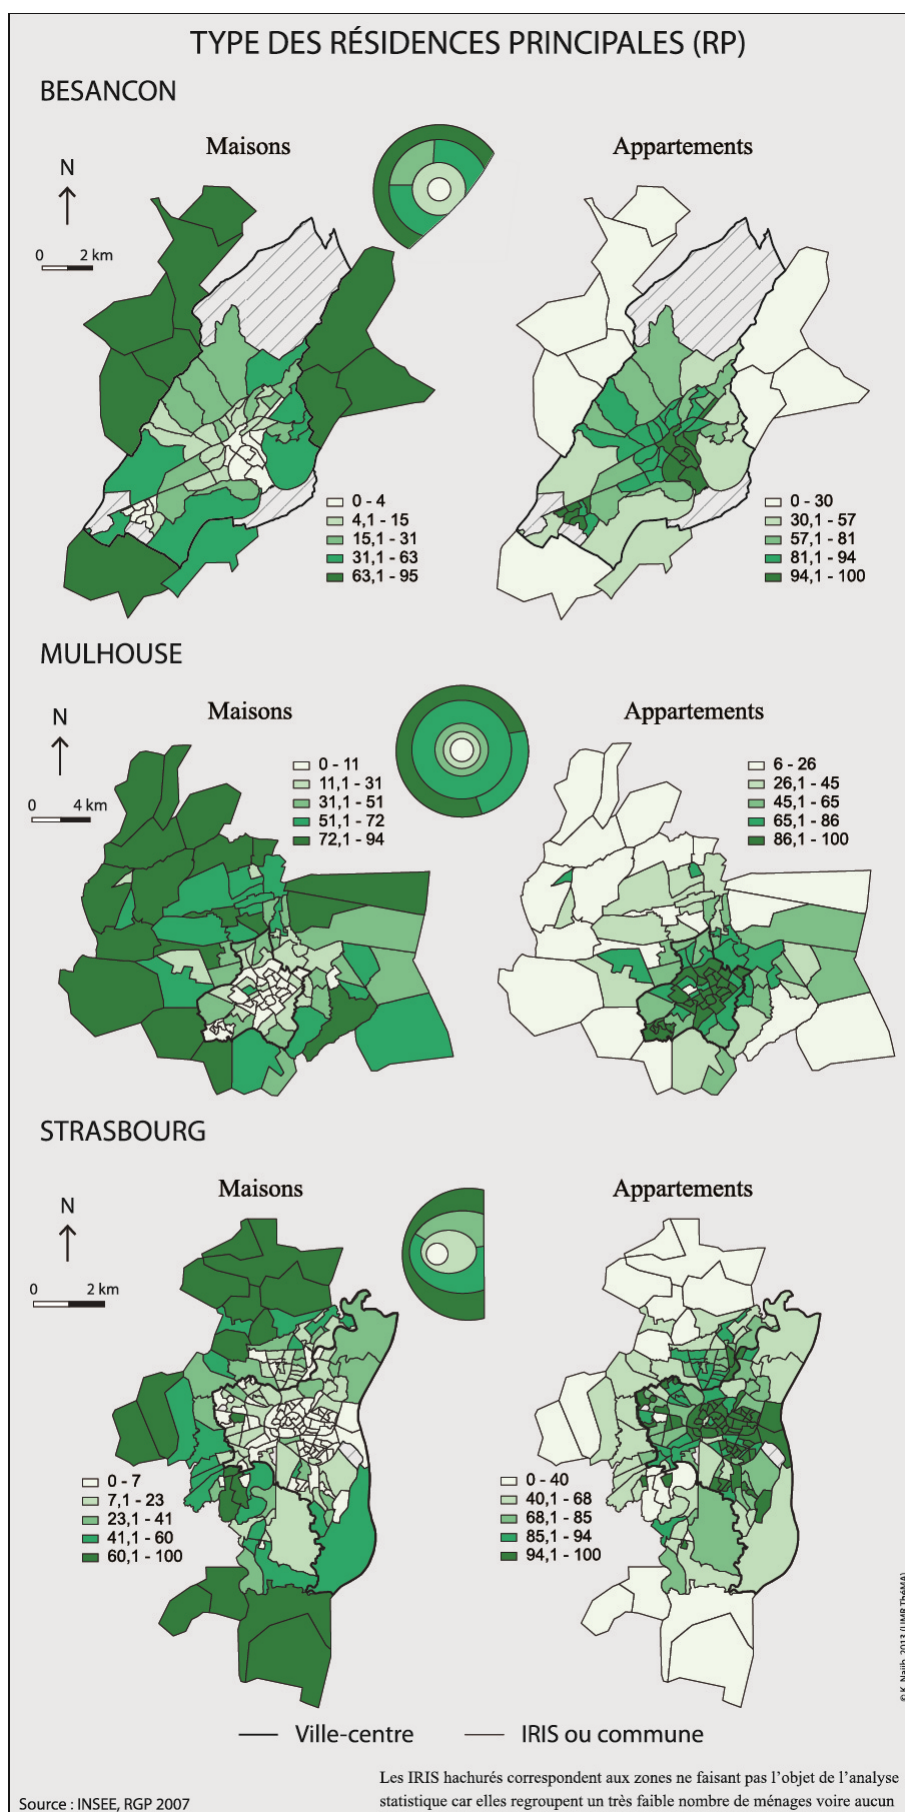 TYPE DES RÉSIDENCES PRINCIPALES (RP)
BESANCON
Maisons
Appartements
N
0 2 km
0 - 4
4,1 - 15
15,1 - 31
31,1 - 63
63,1 - 95
0 - 30
30,1 - 57
57,1 - 81
81,1 - 94
94,1 - 100
MULHOUSE
Maisons
Appartements
N
0 4 km
0 - 11
11,1 - 31
31,1 - 51
51,1 - 72
72,1 - 94
6 - 26
26,1 - 45
45,1 - 65
65,1 - 86
86,1 - 100
STRASBOURG
Maisons
Appartements
N
0 2 km
0 - 7
7,1 - 23
23,1 - 41
41,1 - 60
60,1 - 100
0 - 40
40,1 - 68
68,1 - 85
85,1 - 94
94,1 - 100
© K. Najib, 2013 (UMR ThéMA)
Ville-centre
IRIS ou commune
Les IRIS hachurés correspondent aux zones ne faisant pas l'objet de l'analyse
statistique car elles regroupent un très faible nombre de ménages voire aucun
Source : INSEE, RGP 2007